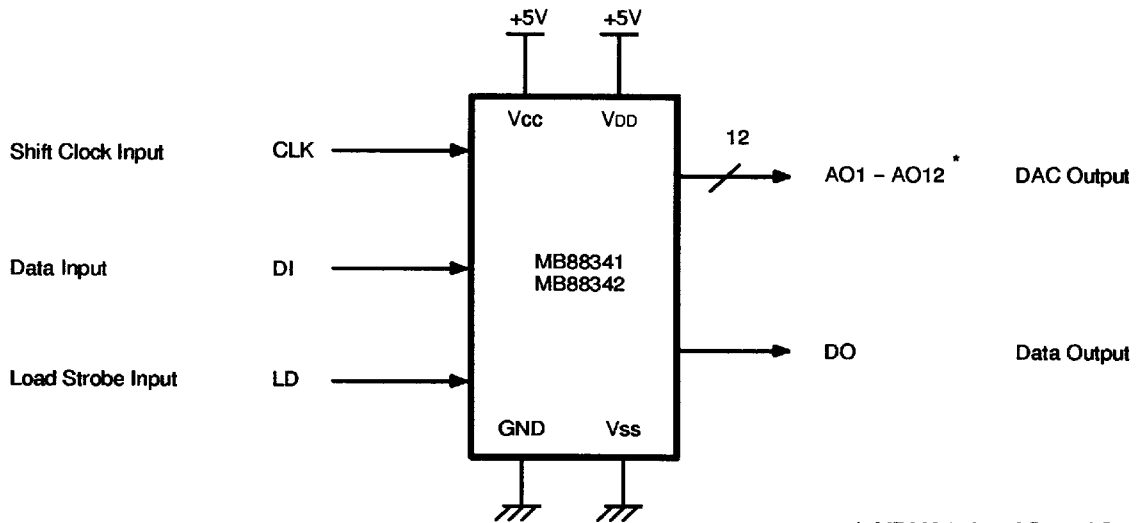 +5V +5V
Vcc VDD
12
Shift Clock Input CLK
AO1 – AO12 * DAC Output
Data Input DI
MB88341
MB88342
DO Data Output
Load Strobe Input LD
GND Vss